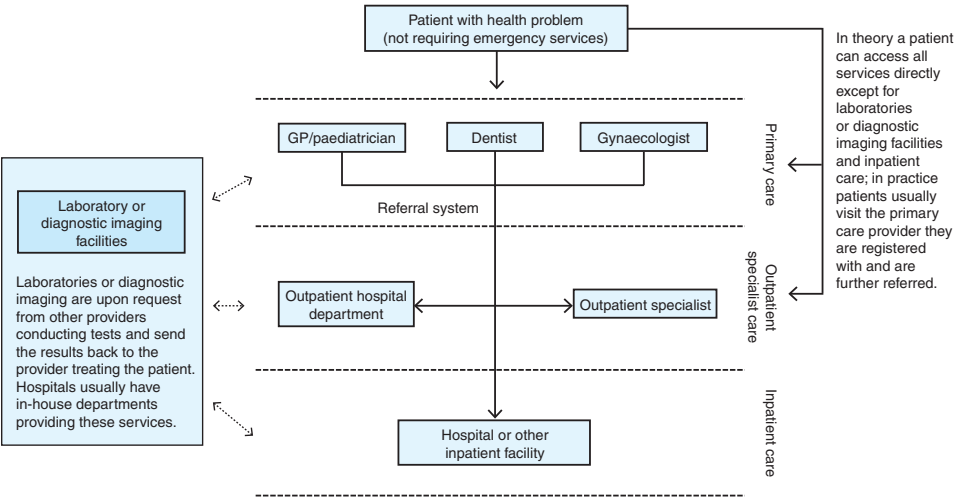 Patient with health problem
(not requiring emergency services)
In theory a patient
can access all
services directly
except for
laboratories
or diagnostic
imaging facilities
and inpatient
care; in practice
patients usually
visit the primary
care provider they
are registered
with and are
further referred.
GP/paediatrician
Dentist
Gynaecologist
Primary care
Referral system
Laboratory or
diagnostic imaging
facilities
Laboratories or diagnostic
imaging are upon request
from other providers
conducting tests and send
the results back to the
provider treating the patient.
Hospitals usually have
in-house departments
providing these services.
Outpatient hospital
department
Outpatient specialist
Outpatient
specialist care
Hospital or other
inpatient facility
Inpatient care